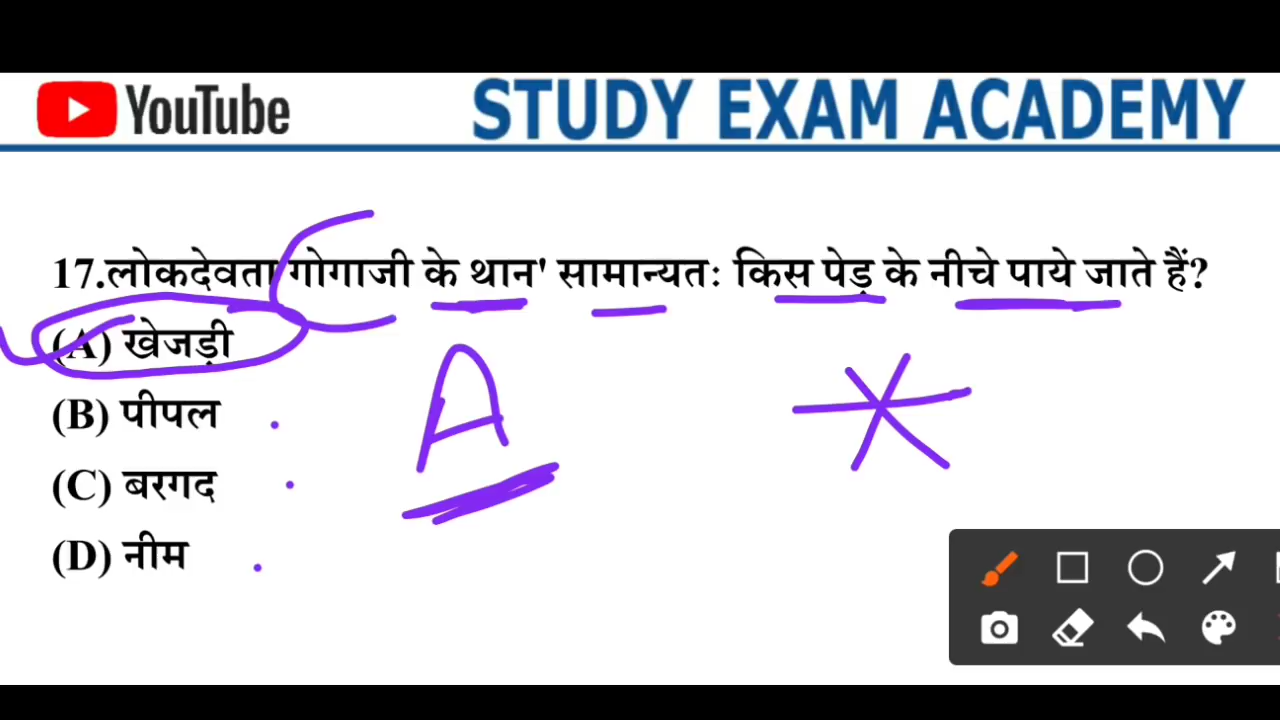 YouTube STUDY EXAM ACADEMY
17.लोकदेवता गोगाजी के थान' सामान्यतः किस पेड़ के नीचे पाये जाते हैं?
(A) खेजड़ी
(B) पीपल
(C) बरगद
(D) नीम
A